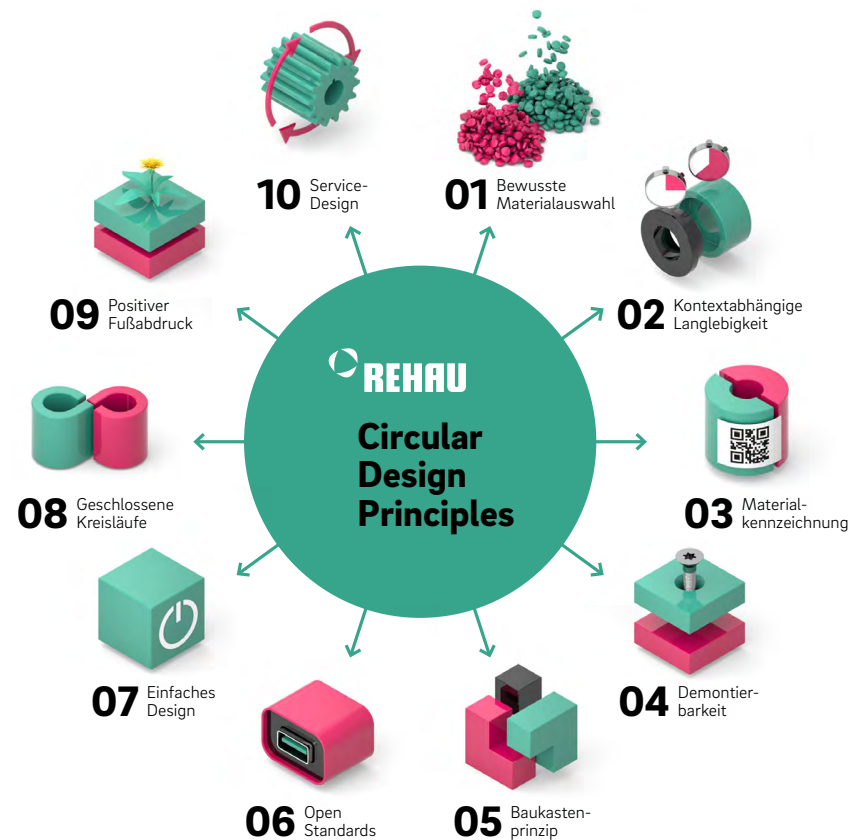 REHAU
Circular
Design
Principles
01 Bewusste
Materialauswahl
02 Kontextabhängige
Langlebigkeit
03 Material-
kennzeichnung
04 Demontier-
barkeit
05 Baukasten-
prinzip
06 Open
Standards
07 Einfaches
Design
08 Geschlossene
Kreisläufe
09 Positiver
Fußabdruck
10 Service-
Design